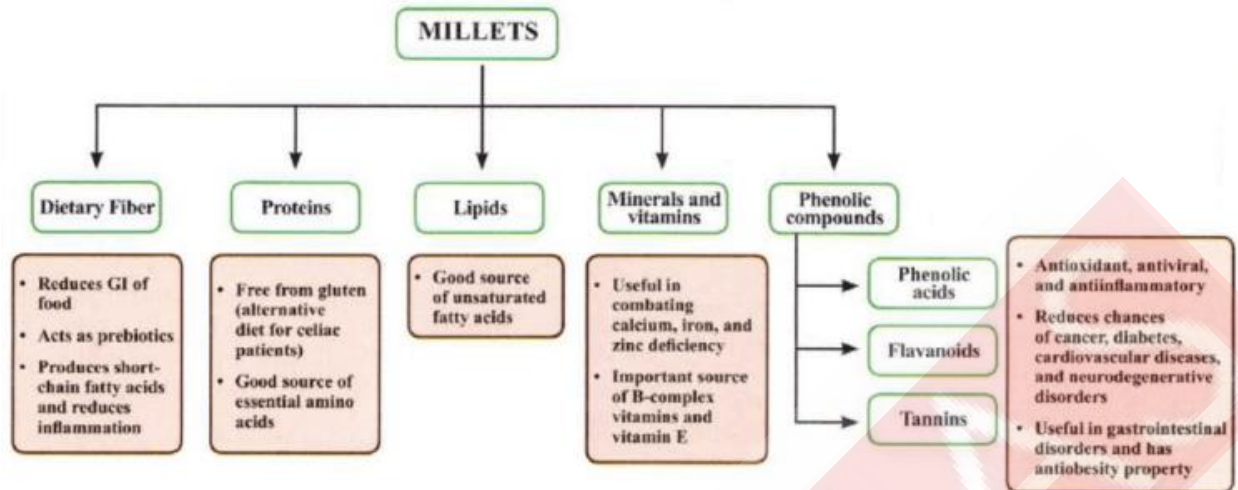 MILLETS
Dietary Fiber
Proteins
Lipids
Minerals and
vitamins
Phenolic
compounds
• Reduces GI of
food
• Acts as prebiotics
• Produces short-
chain fatty acids
and reduces
inflammation
• Free from gluten
(alternative
diet for celiac
patients)
• Good source of
essential amino
acids
• Good source
of unsaturated
fatty acids
• Useful in
combating
calcium, iron, and
zinc deficiency
• Important source
of B-complex
vitamins and
vitamin E
Phenolic
acids
Flavanoids
Tannins
• Antioxidant, antiviral,
and antiinflammatory
• Reduces chances
of cancer, diabetes,
cardiovascular diseases,
and neurodegenerative
disorders
• Useful in gastrointestinal
disorders and has
antiobesity property